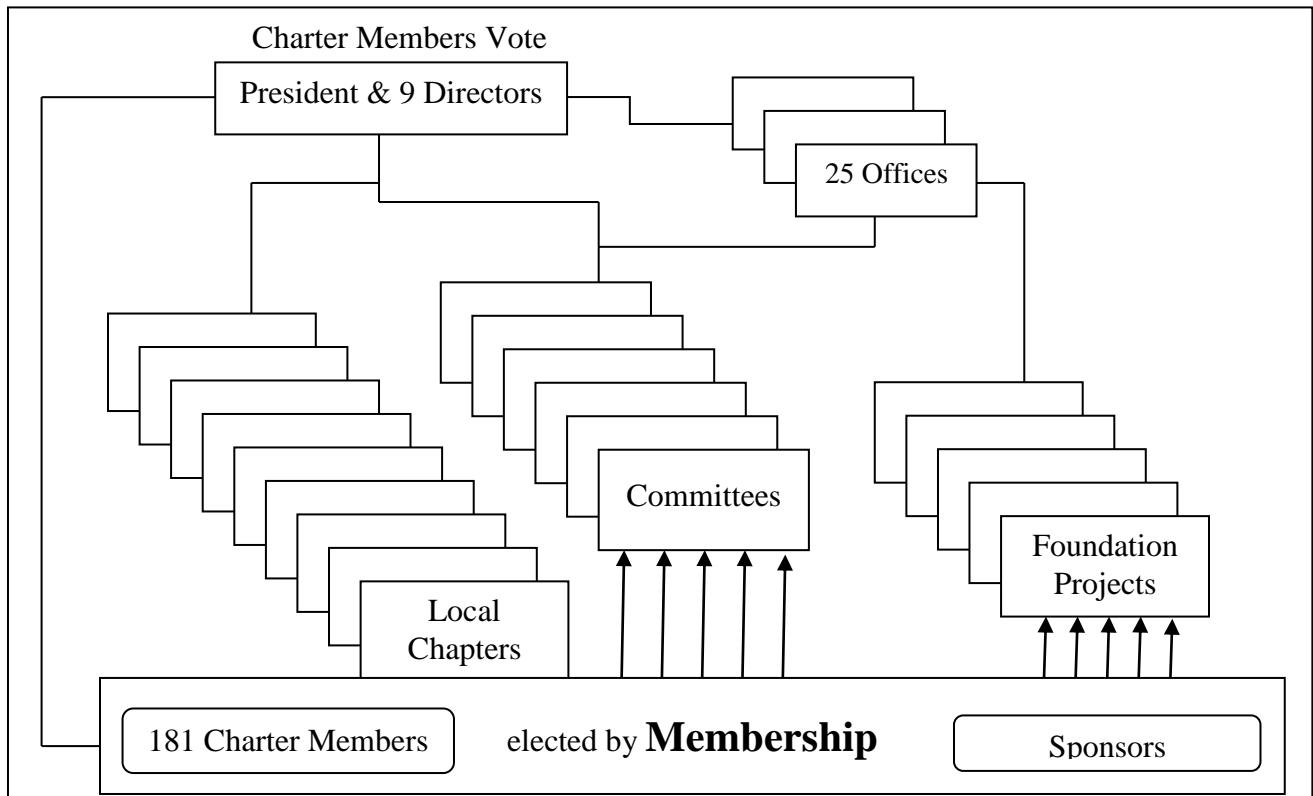 Charter Members Vote
President & 9 Directors
25 Offices
Committees
Foundation
Projects
Local
Chapters
181 Charter Members
elected by Membership
Sponsors